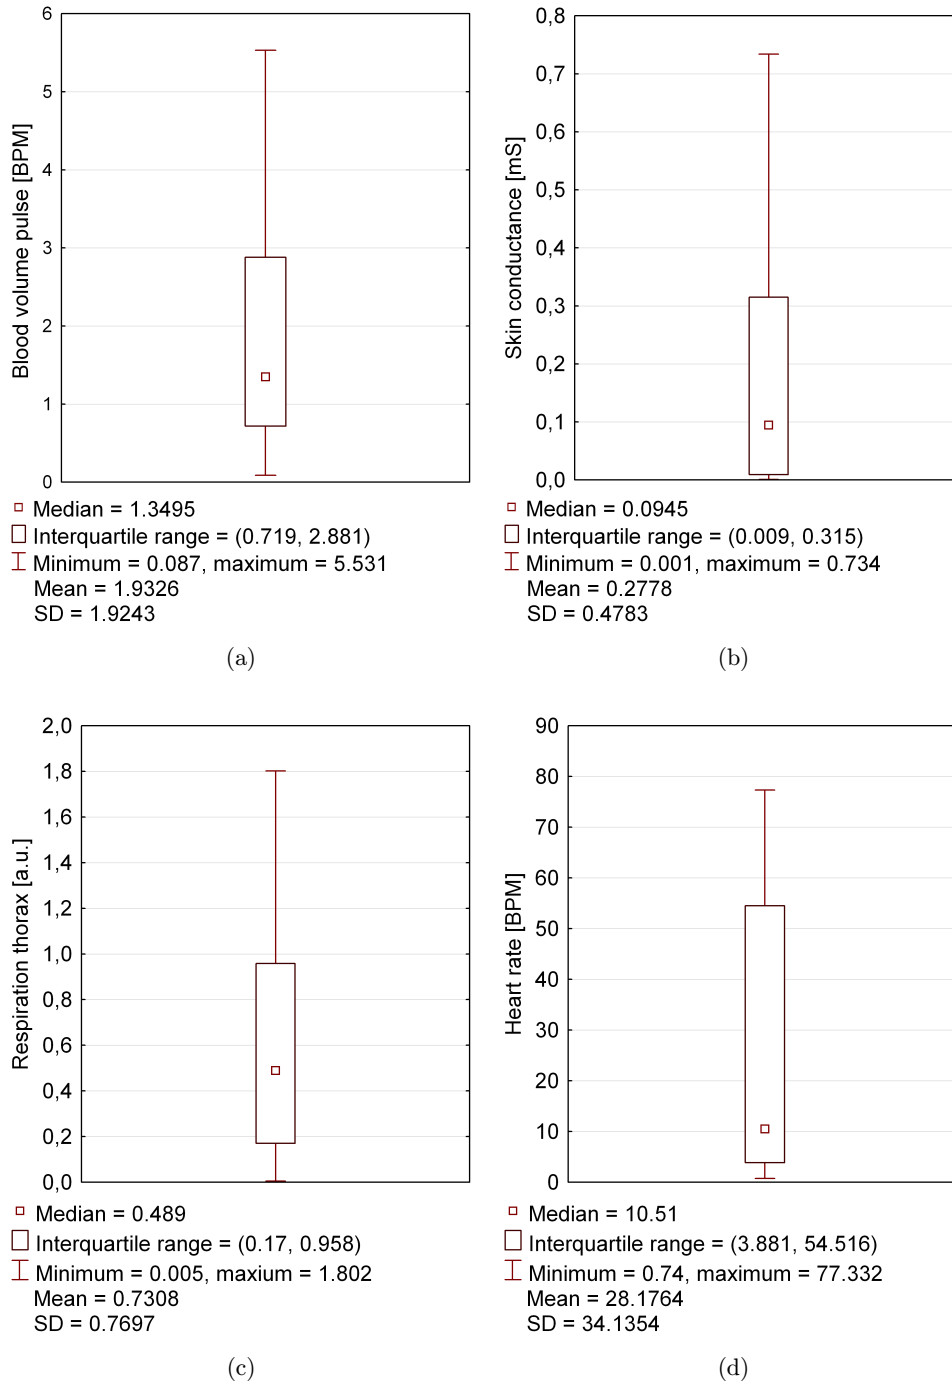 Blood volume pulse [BPM]
6
5
4
3
2
1
0
Median = 1.3495
Interquartile range = (0.719, 2.881)
Minimum = 0.087, maximum = 5.531
Mean = 1.9326
SD = 1.9243
(a)
Skin conductance [mS]
0,8
0,7
0,6
0,5
0,4
0,3
0,2
0,1
0,0
Median = 0.0945
Interquartile range = (0.009, 0.315)
Minimum = 0.001, maximum = 0.734
Mean = 0.2778
SD = 0.4783
(b)
Respiration thorax [a.u.]
2,0
1,8
1,6
1,4
1,2
1,0
0,8
0,6
0,4
0,2
0,0
Median = 0.489
Interquartile range = (0.17, 0.958)
Minimum = 0.005, maxium = 1.802
Mean = 0.7308
SD = 0.7697
(c)
Heart rate [BPM]
90
80
70
60
50
40
30
20
10
0
Median = 10.51
Interquartile range = (3.881, 54.516)
Minimum = 0.74, maximum = 77.332
Mean = 28.1764
SD = 34.1354
(d)